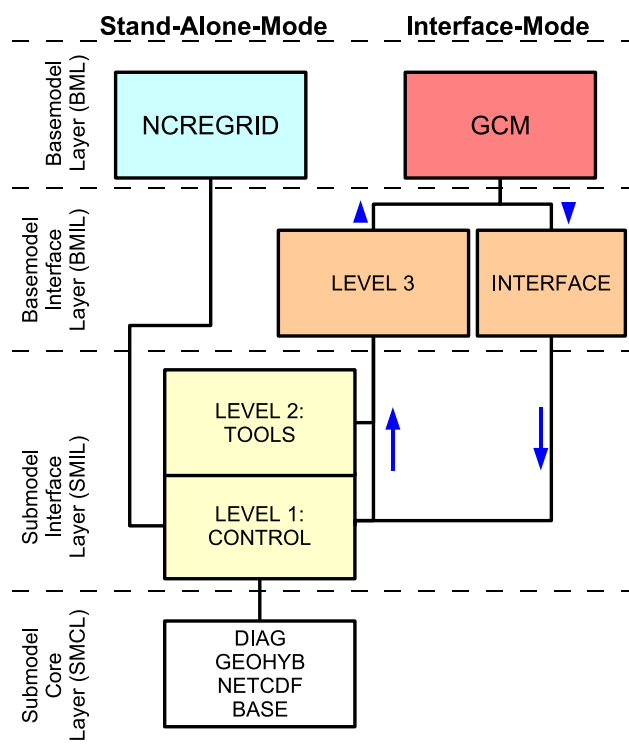 Stand-Alone-Mode
Interface-Mode
Basemodel
Layer (BML)
NCREGRID
GCM
Basemodel
Interface
Layer (BMIL)
LEVEL 3
INTERFACE
Submodel
Interface
Layer (SMIL)
LEVEL 2:
TOOLS
LEVEL 1:
CONTROL
Submodel
Core
Layer (SMCL)
DIAG
GEOHYB
NETCDF
BASE